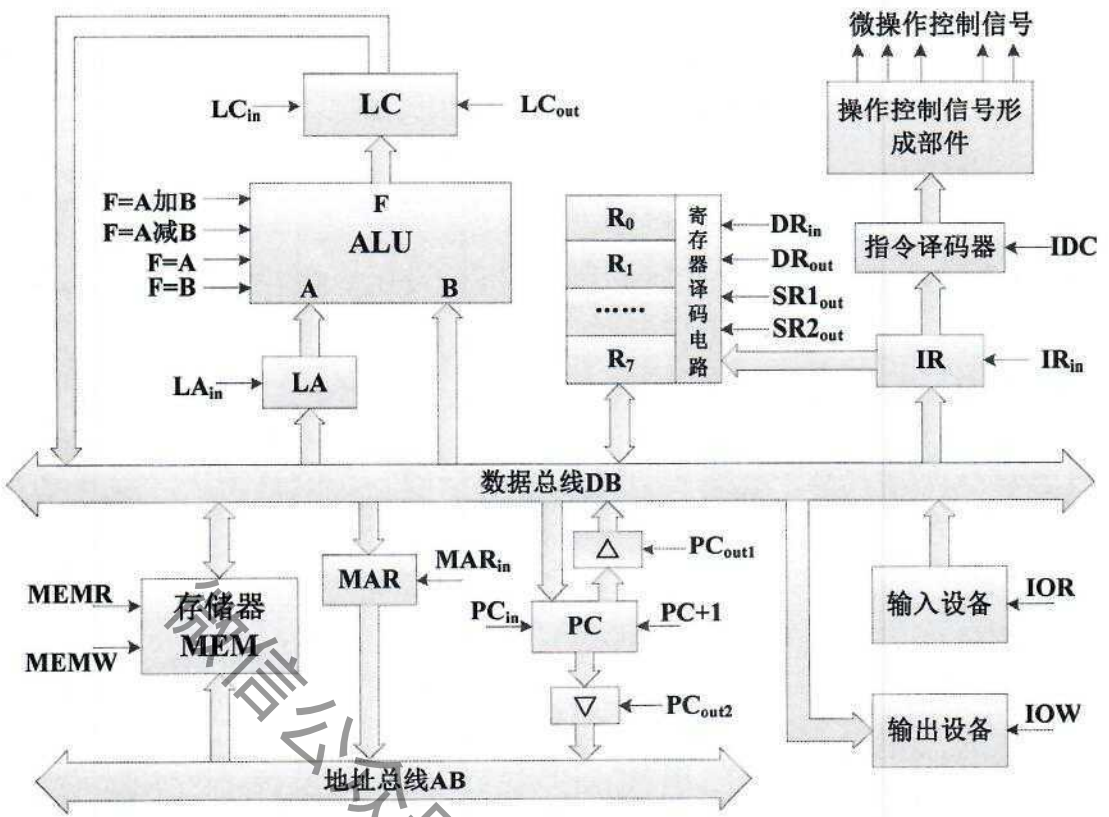 微操作控制信号
LC
LCin
LCout
操作控制信号形
成部件
F=A加B
F=A减B
F=A
F=B
F
ALU
A
B
R0
R1
……
R7
寄存器译码电路
DRin
DRout
SR1out
SR2out
指令译码器
IDC
IR
IRin
LAin
LA
数据总线DB
MEMR
MEMW
存储器
MEM
MAR
MARin
PCout1
PCin
PC
PC+1
PCout2
输入设备
IOR
输出设备
IOW
地址总线AB
微信公众